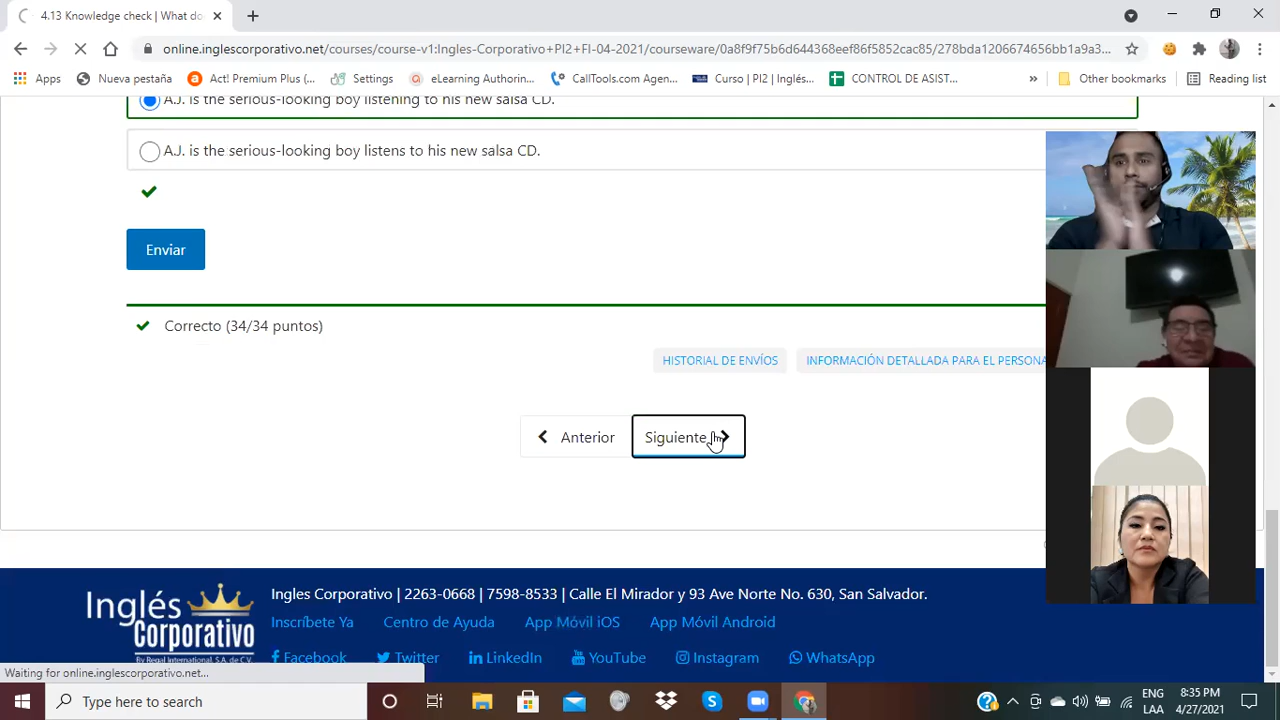 4.13 Knowledge check | What do
online.inglescorporativo.net/courses/course-v1:Ingles-Corporativo+PI2+FI-04-2021/courseware/0a8f9f75b6d644368eef86f5852cac85/278bda1206674656bb1a9a3...
Apps Nueva pestaña Act! Premium Plus (... Settings eLearning Authorin... CallTools.com Agen... Curso | PI2 | Inglés... CONTROL DE ASIST... » Other bookmarks Reading list
A.J. is the serious-looking boy listening to his new salsa CD.
A.J. is the serious-looking boy listens to his new salsa CD.
Enviar
Correcto (34/34 puntos)
HISTORIAL DE ENVÍOS INFORMACIÓN DETALLADA PARA EL PERSONA
Anterior Siguiente
Inglés Corporativo
By Regal International, S.A. de C.V.
Ingles Corporativo | 2263-0668 | 7598-8533 | Calle El Mirador y 93 Ave Norte No. 630, San Salvador.
Inscríbete Ya Centro de Ayuda App Móvil iOS App Móvil Android
Facebook Twitter LinkedIn YouTube Instagram WhatsApp
Waiting for online.inglescorporativo.net...
Type here to search
ENG
LAA
8:35 PM
4/27/2021